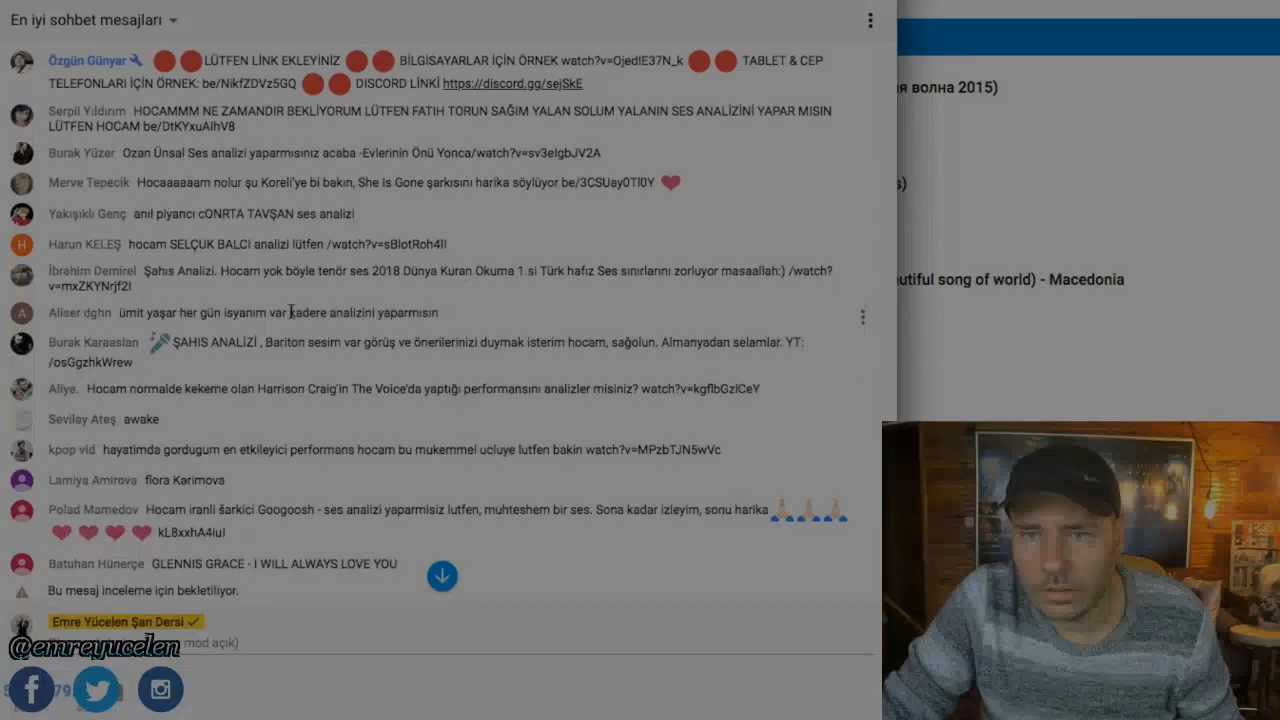 En iyi sohbet mesajları
я волна 2015)
Özgün Günyar LÜTFEN LİNK EKLEYİNİZ BİLGİSAYARLAR İÇİN ÖRNEK watch?v=OjedIE37N_k TABLET & CEP
TELEFONLARI İÇİN ÖRNEK: be/NikfZDVz5GQ DISCORD LİNKİ https://discord.gg/sejSkE
Serpil Yıldırım HOCAMMM NE ZAMANDIR BEKLİYORUM LÜTFEN FATIH TORUN SAĞIM YALAN SOLUM YALANIN SES ANALİZİNİ YAPAR MISIN
LÜTFEN HOCAM be/DtKYxuAIhV8
Burak Yüzer Ozan Ünsal Ses analizi yaparmısınız acaba -Evlerinin Önü Yonca/watch?v=sv3eIgbJV2A
Merve Tepecik Hocaaaaaam nolur şu Koreli'ye bi bakın, She Is Gone şarkısını harika söylüyor be/3CSUay0Tl0Y
s)
Yakışıklı Genç anıl piyancı cONRTA TAVŞAN ses analizi
H Harun KELEŞ hocam SELÇUK BALCI analizi lütfen /watch?v=sBlotRoh4lI
İbrahim Demirel Şahıs Analizi. Hocam yok böyle tenör ses 2018 Dünya Kuran Okuma 1.si Türk hafız Ses sınırlarını zorluyor masaallah:) /watch?
v=mxZKYNrjf2I
utiful song of world) - Macedonia
A Aliser dghn ümit yaşar her gün isyanım var kadere analizini yaparmısın
Burak Karaaslan ŞAHIS ANALİZİ , Bariton sesim var görüş ve önerilerinizi duymak isterim hocam, sağolun. Almanyadan selamlar. YT:
/osGgzhkWrew
Aliye. Hocam normalde kekeme olan Harrison Craig'in The Voice'da yaptığı performansını analizler misiniz? watch?v=kgflbGzlCeY
Sevilay Ateş awake
kpop vid hayatimda gordugum en etkileyici performans hocam bu mukemmel ucluye lutfen bakin watch?v=MPzbTJN5wVc
Lamiya Amirova flora Kərimova
Polad Mamedov Hocam iranli šarkici Googoosh - ses analizi yaparmisiz lutfen, muhteshem bir ses. Sona kadar izleyim, sonu harika
kL8xxhA4iuI
Batuhan Hünerçe GLENNIS GRACE - I WILL ALWAYS LOVE YOU
Bu mesaj inceleme için bekletiliyor.
Emre Yücelen Şan Dersi
mod açık)
@emreyucelen
79